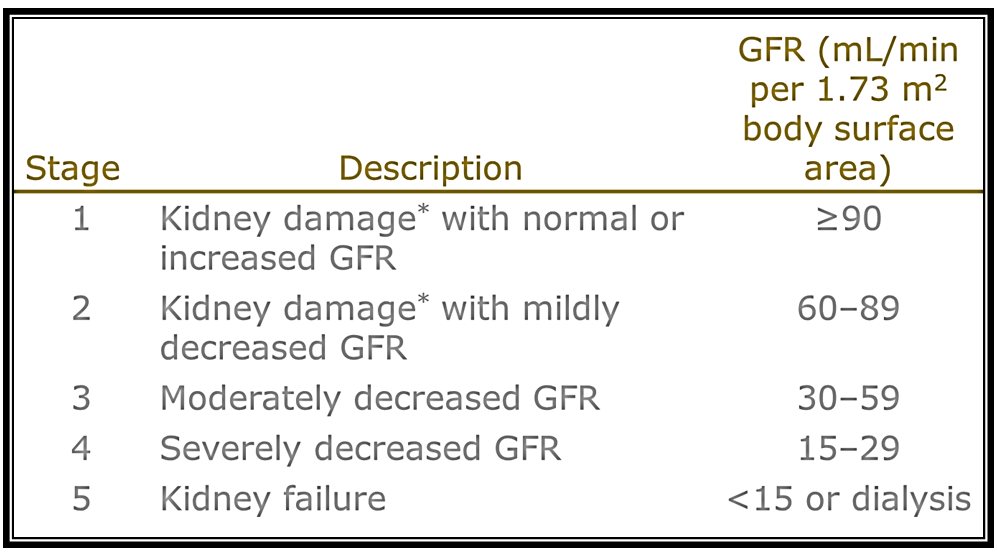 GFR (mL/min
per 1.73 m²
body surface
Stage Description area)
1 Kidney damage* with normal or ≥90
increased GFR
2 Kidney damage* with mildly 60–89
decreased GFR
3 Moderately decreased GFR 30–59
4 Severely decreased GFR 15–29
5 Kidney failure <15 or dialysis